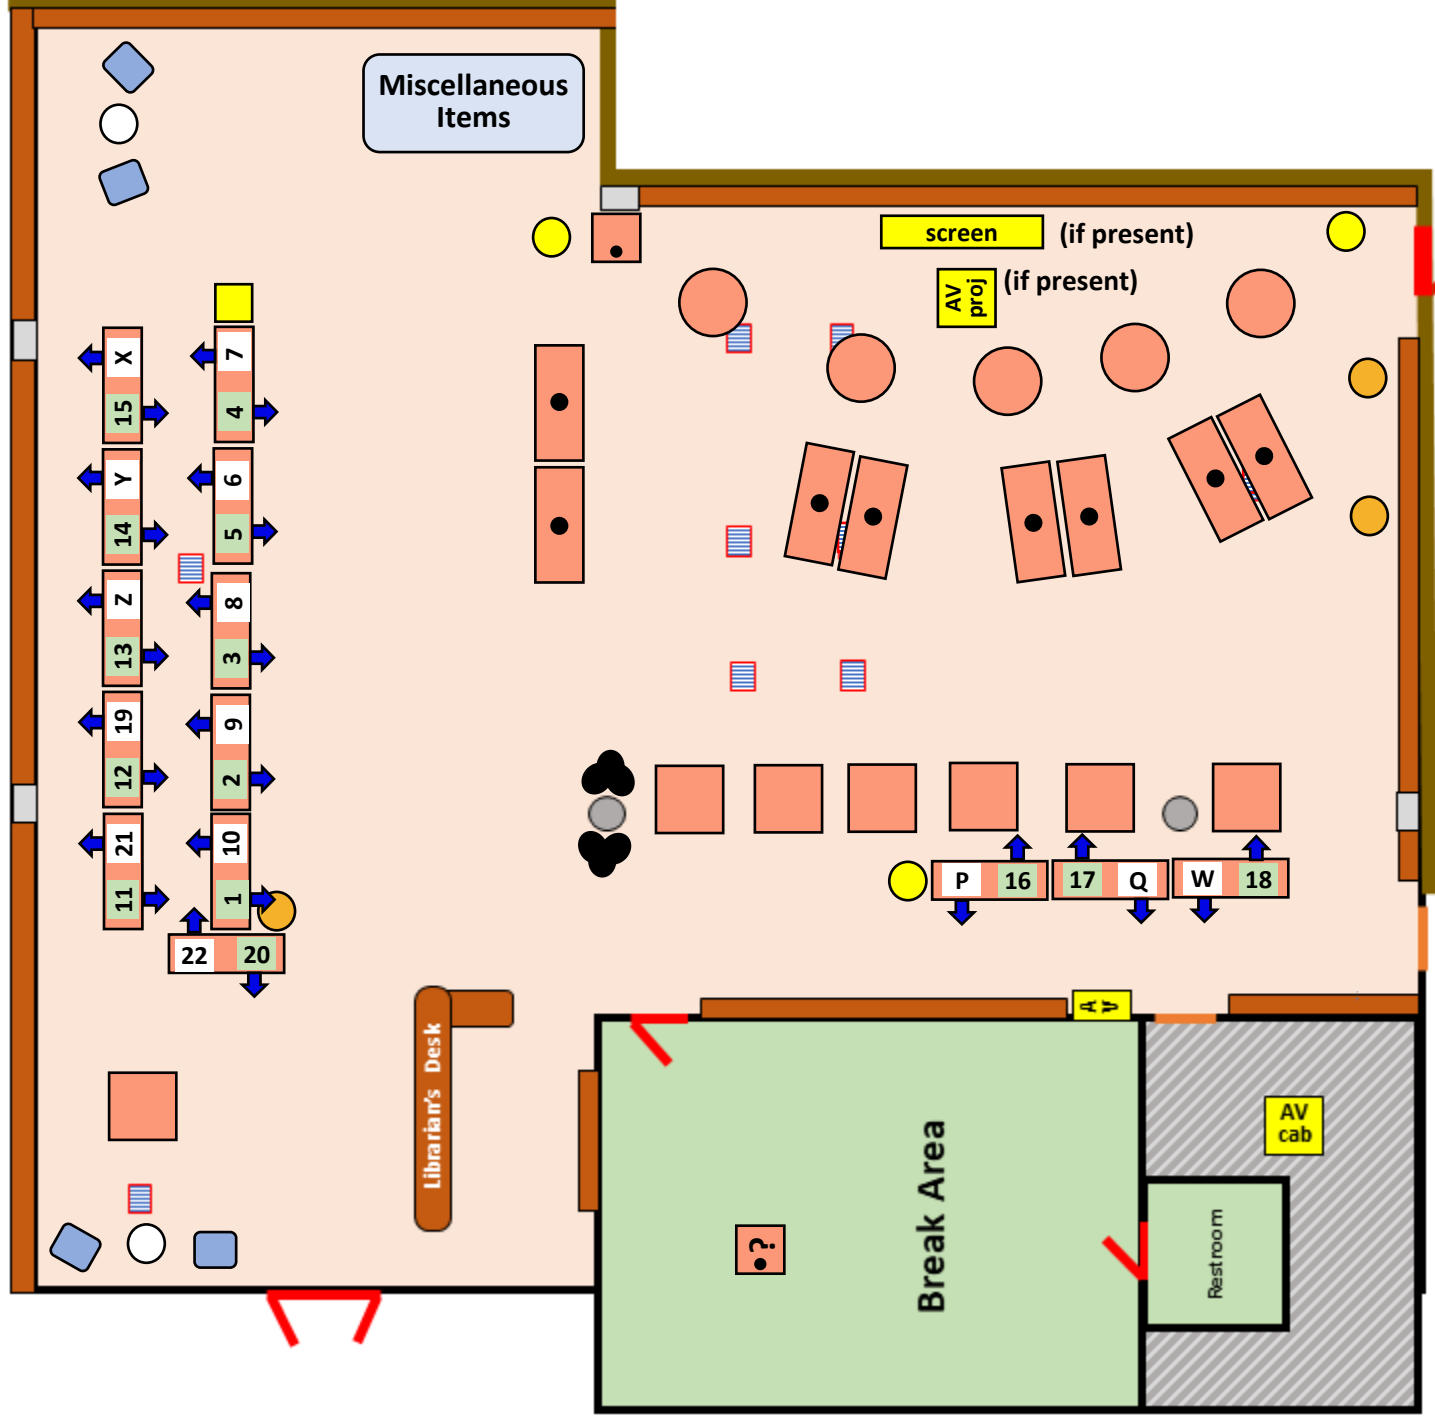 Miscellaneous
Items
screen
(if present)
AV
proj
(if present)
X
15
7
4
Y
14
6
5
Z
13
8
3
19
12
9
2
21
11
10
1
22
20
P
16
17
Q
W
18
Librarian's Desk
AV
AV
cab
Break Area
Restroom
?